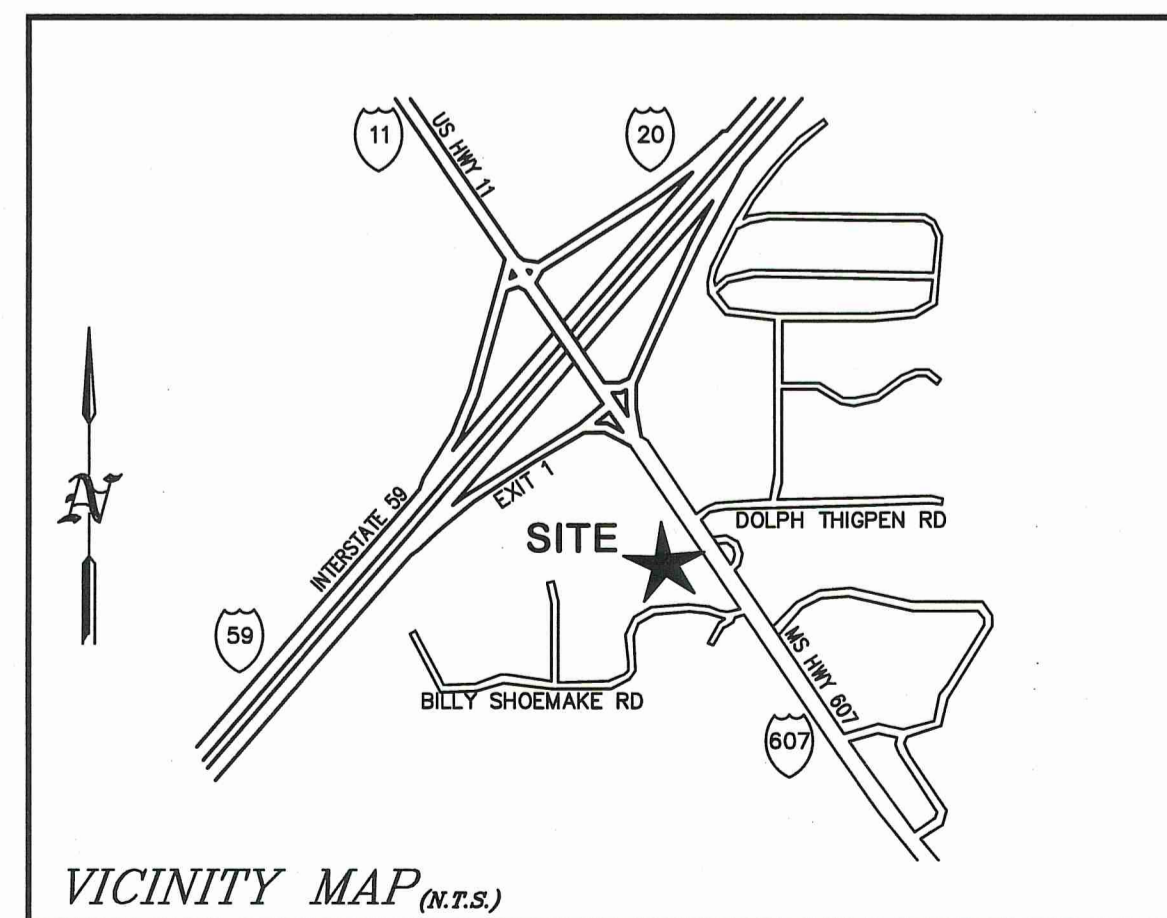 11
US HWY 11
20
N
EXIT 1
INTERSTATE 59
SITE
DOLPH THIGPEN RD
59
BILLY SHOEMAKE RD
MS HWY 607
607
VICINITY MAP (N.T.S.)